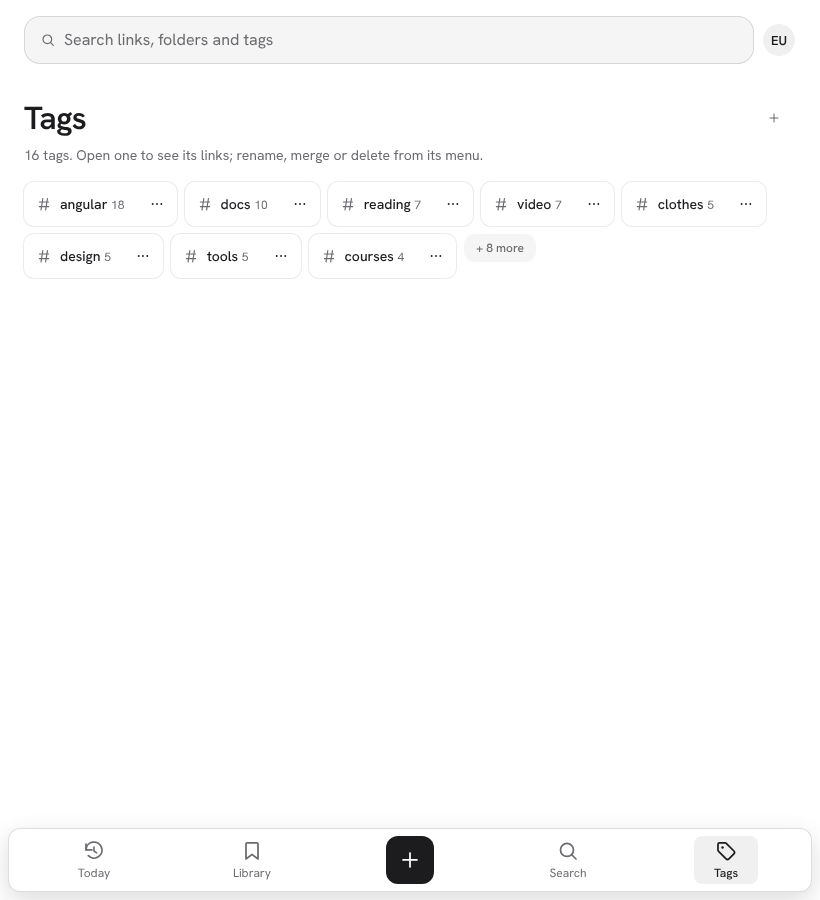 Search links, folders and tags
EU
Tags
16 tags. Open one to see its links; rename, merge or delete from its menu.
# angular 18 ... # docs 10 ... # reading 7 ... # video 7 ... # clothes 5 ...
# design 5 ... # tools 5 ... # courses 4 ... + 8 more
Today Library Search Tags